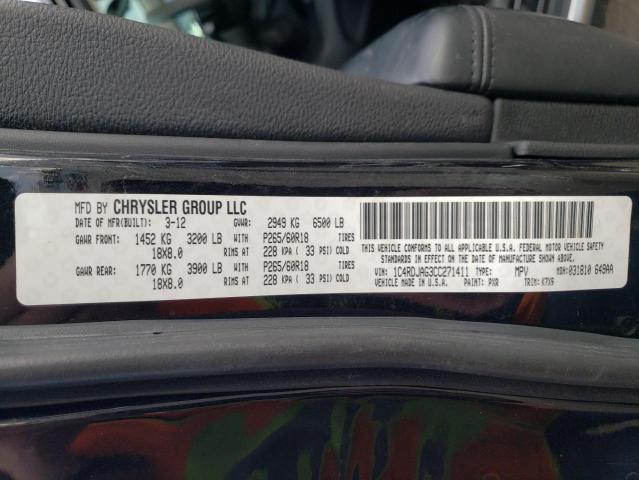 MFD BY CHRYSLER GROUP LLC
DATE OF MFR(BUILT): 3-12 GVWR: 2949 KG 6500 LB
GAWR FRONT: 1452 KG 3200 LB WITH P265/60R18 TIRES
18X8.0 RIMS AT 228 KPA ( 33 PSI) COLD
GAWR REAR: 1770 KG 3900 LB WITH P265/60R18 TIRES
18X8.0 RIMS AT 228 KPA ( 33 PSI) COLD
THIS VEHICLE CONFORMS TO ALL APPLICABLE U.S.A. FEDERAL MOTOR VEHICLE SAFETY
STANDARDS IN EFFECT ON THE DATE OF MANUFACTURE SHOWN ABOVE.
VIN: 1C4RDJAG3CC271411 TYPE: MPV MDH:031810 649AA
VEHICLE MADE IN U.S.A. PAINT: PXR TRIM: K7X9